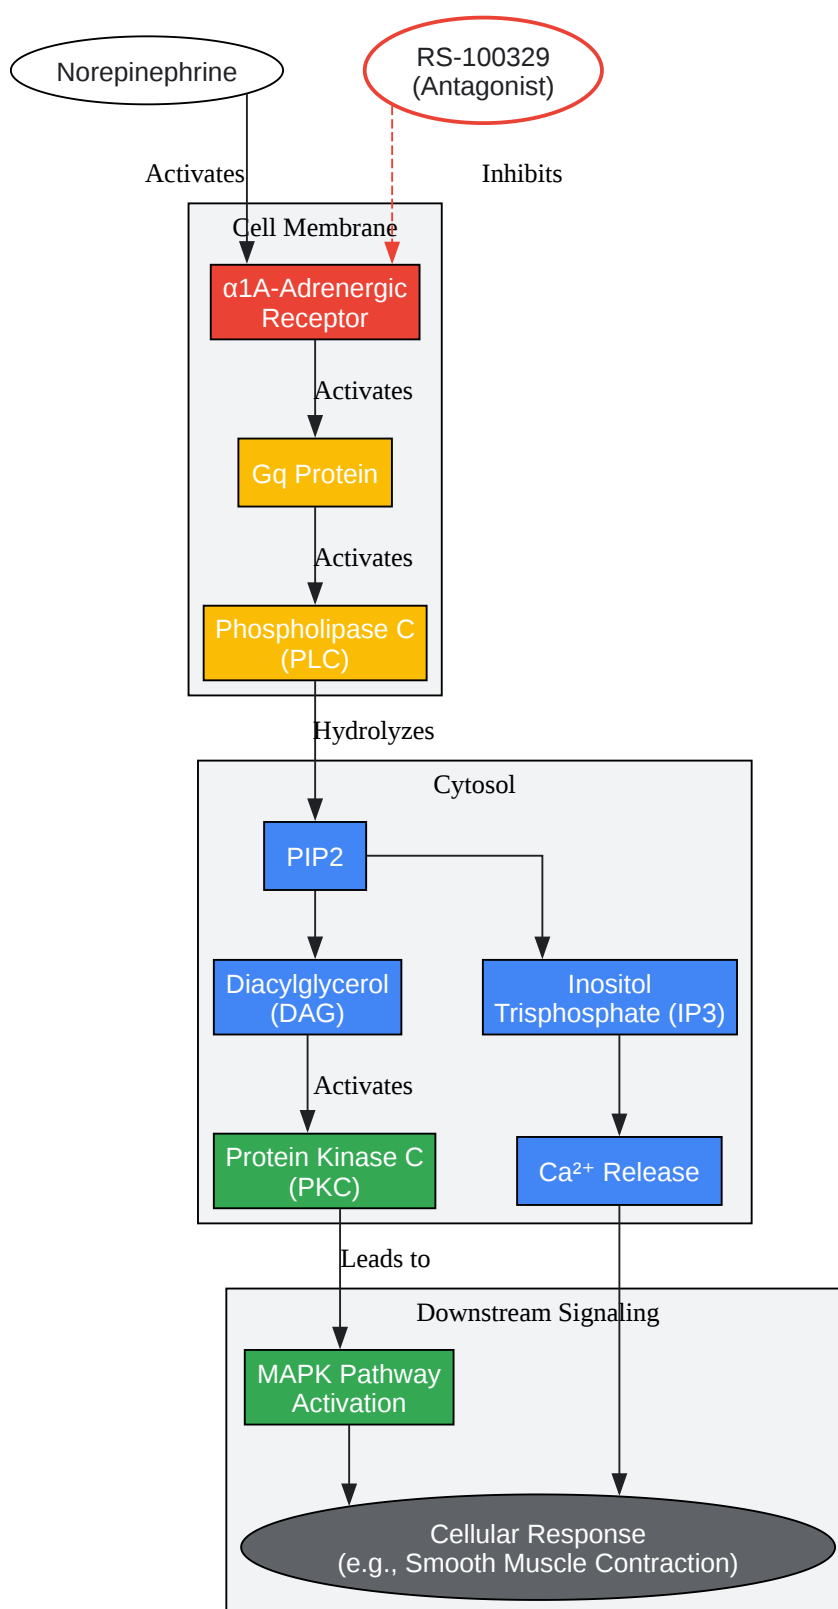 Norepinephrine
RS-100329
(Antagonist)
Activates
Inhibits
Cell Membrane
α1A-Adrenergic
Receptor
Activates
Gq Protein
Activates
Phospholipase C
(PLC)
Hydrolyzes
Cytosol
PIP2
Diacylglycerol
(DAG)
Inositol
Trisphosphate (IP3)
Activates
Protein Kinase C
(PKC)
Ca²⁺ Release
Leads to
Downstream Signaling
MAPK Pathway
Activation
Cellular Response
(e.g., Smooth Muscle Contraction)